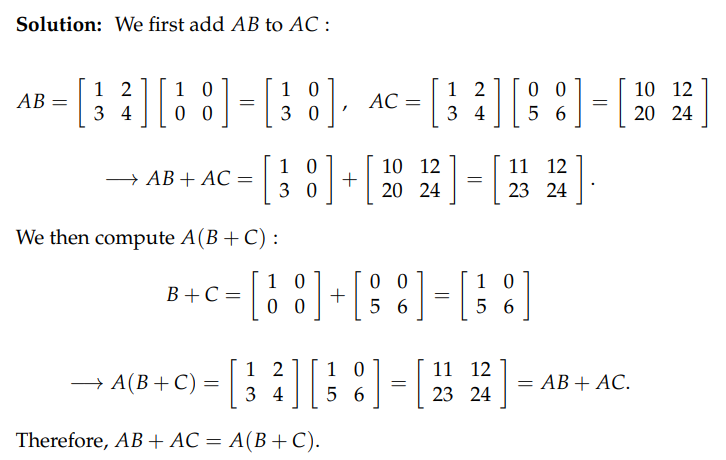 Solution: We first add AB to AC :
AB = [ 1 2 ; 3 4 ] [ 1 0 ; 0 0 ] = [ 1 0 ; 3 0 ], AC = [ 1 2 ; 3 4 ] [ 0 0 ; 5 6 ] = [ 10 12 ; 20 24 ]
⟶ AB + AC = [ 1 0 ; 3 0 ] + [ 10 12 ; 20 24 ] = [ 11 12 ; 23 24 ].
We then compute A(B + C) :
B + C = [ 1 0 ; 0 0 ] + [ 0 0 ; 5 6 ] = [ 1 0 ; 5 6 ]
⟶ A(B + C) = [ 1 2 ; 3 4 ] [ 1 0 ; 5 6 ] = [ 11 12 ; 23 24 ] = AB + AC.
Therefore, AB + AC = A(B + C).